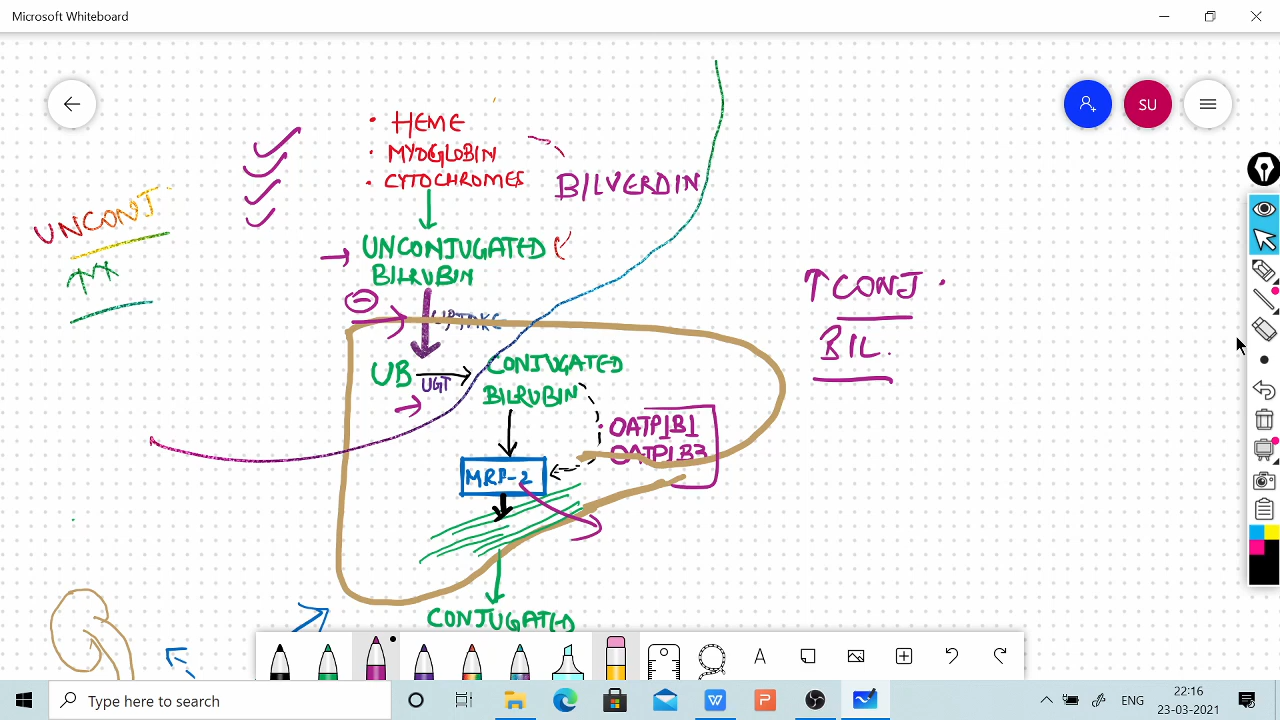 Microsoft Whiteboard
SU
• HEME
• MYOGLOBIN
• CYTOCHROMES
BILVERDIN
UNCONJ
UNCONJUGATED
BILRUBIN
↑CONJ
BIL.
UPTAKE
UB
UGT
CONJUGATED
BILRUBIN
OATP1B1
OATP1B3
MRP-2
CONJUGATED
A
Type here to search
W
P
ENG
22:16
23-03-2021